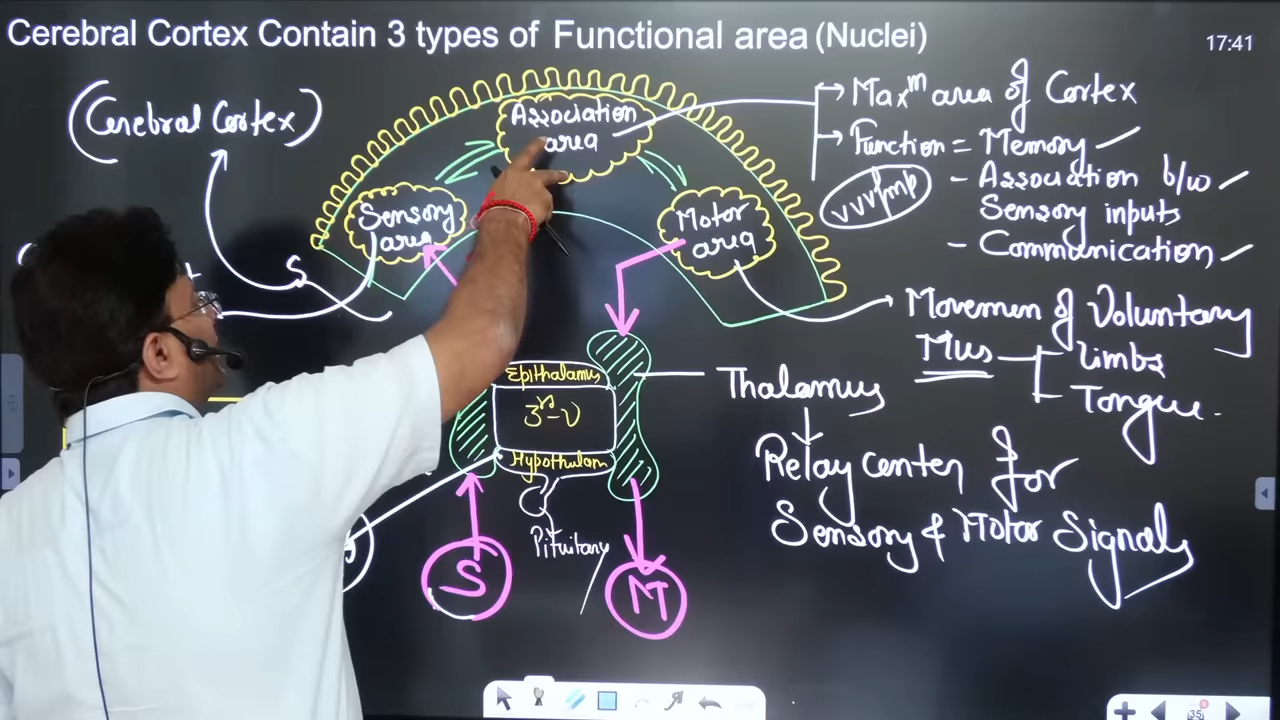 Cerebral Cortex Contain 3 types of Functional area (Nuclei)
17:41
(Cerebral Cortex)
Association
area
Sensory
area
Motor
area
→ Maxᵐ area of Cortex
→ Function = Memory
vvvimp
- Association b/w
Sensory inputs
- Communication
S
Movemen of Voluntary
Mus
limbs
Tongue.
Epithalamus
3rd-V
Hypothalam
Pituitary
Thalamus
Relay center for
Sensory & Motor Signals
S
MT
35